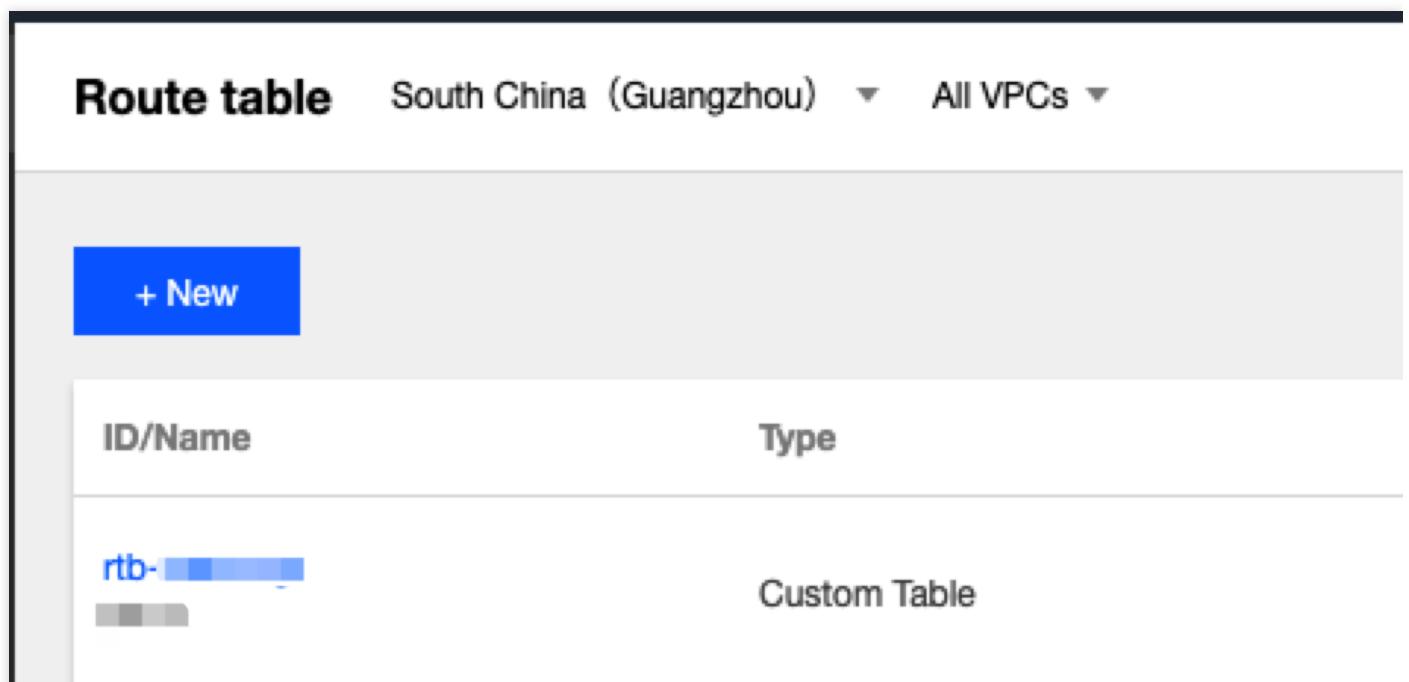 Route table South China（Guangzhou） All VPCs
+ New
ID/Name Type
rtb-
Custom Table